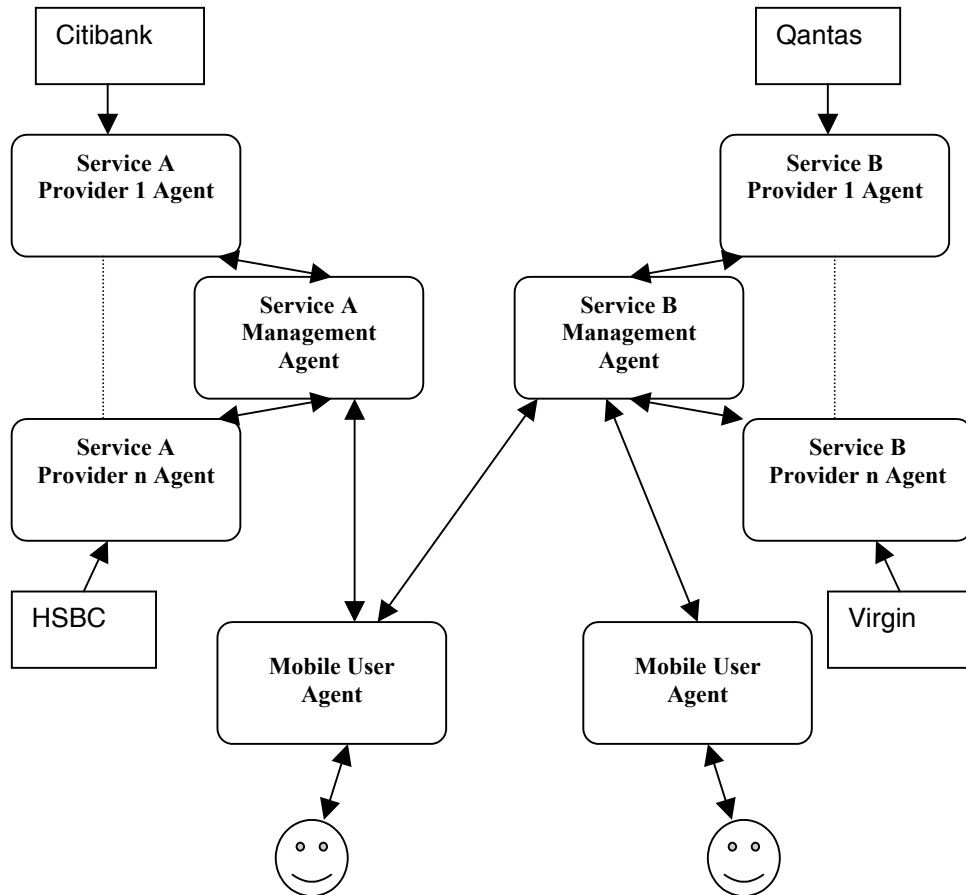 Citibank
Qantas
Service A
Provider 1 Agent
Service B
Provider 1 Agent
Service A
Management
Agent
Service B
Management
Agent
Service A
Provider n Agent
Service B
Provider n Agent
HSBC
Virgin
Mobile User
Agent
Mobile User
Agent